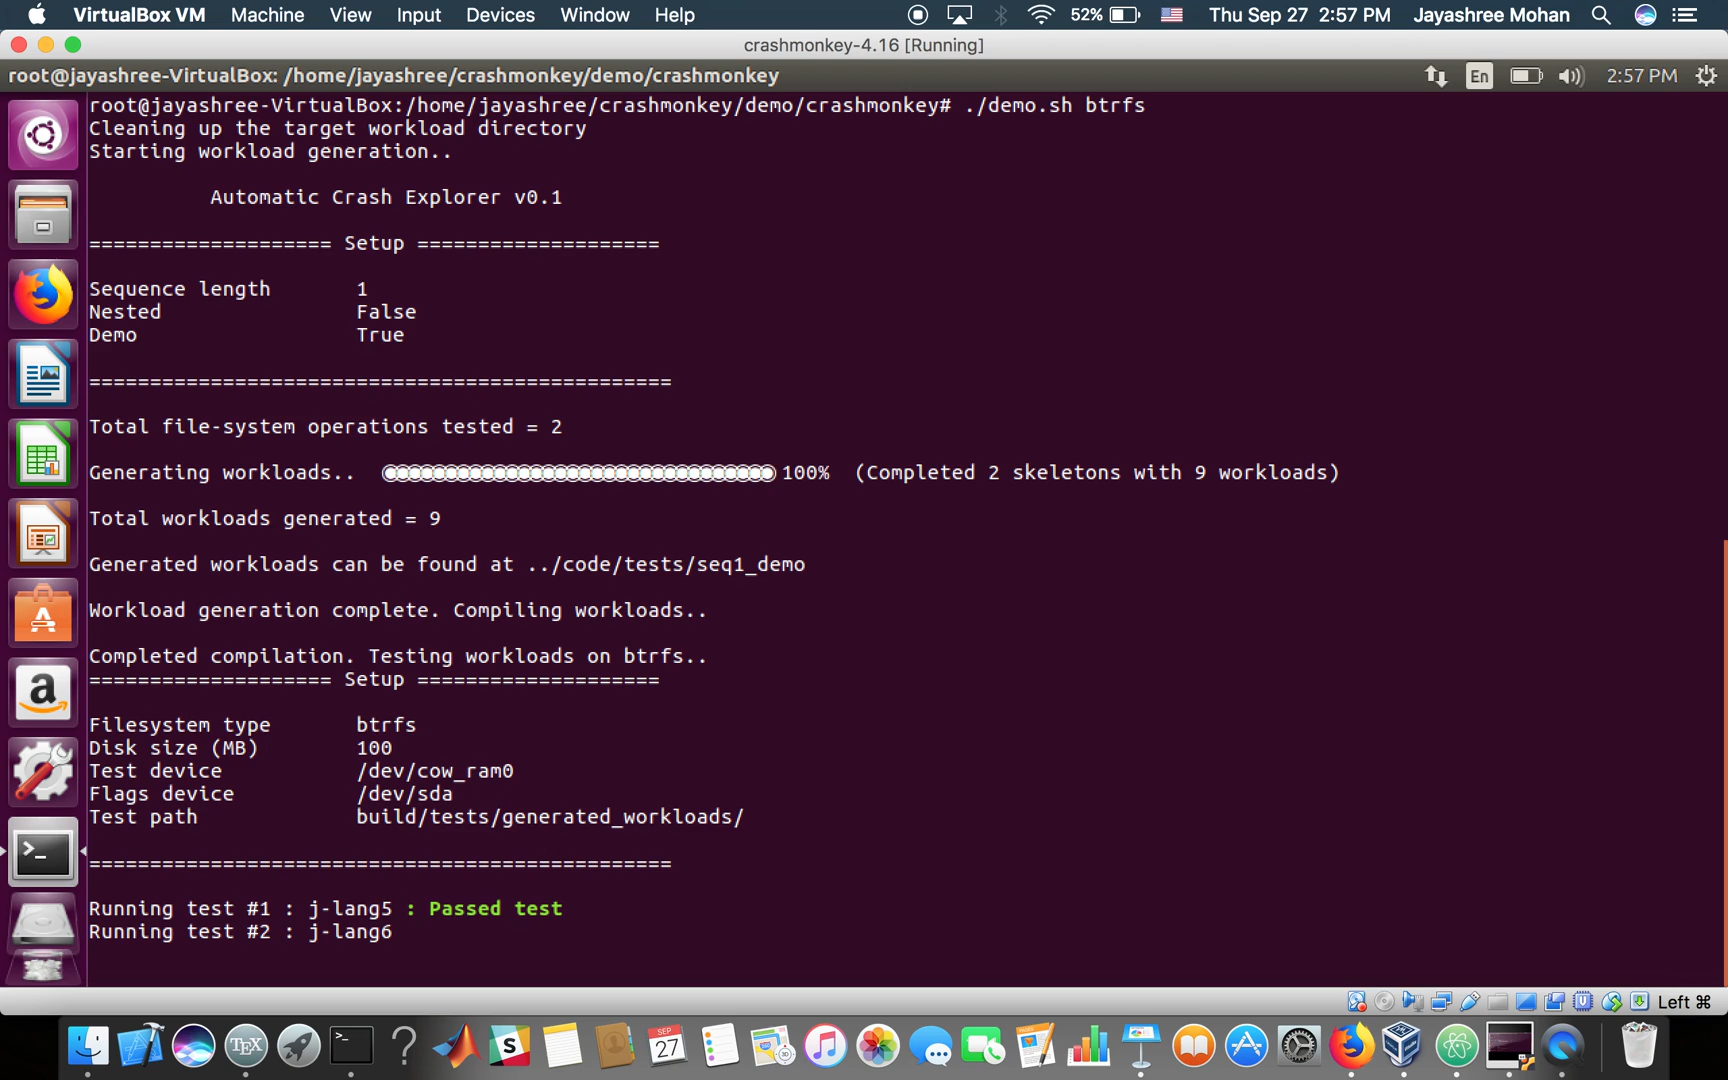 VirtualBox VM Machine View Input Devices Window Help 52% Thu Sep 27 2:57 PM Jayashree Mohan
crashmonkey-4.16 [Running]
root@jayashree-VirtualBox: /home/jayashree/crashmonkey/demo/crashmonkey En 2:57 PM
root@jayashree-VirtualBox:/home/jayashree/crashmonkey/demo/crashmonkey# ./demo.sh btrfs
Cleaning up the target workload directory
Starting workload generation..
Automatic Crash Explorer v0.1
==================== Setup ====================
Sequence length 1
Nested False
Demo True
================================================
Total file-system operations tested = 2
Generating workloads.. 100% (Completed 2 skeletons with 9 workloads)
Total workloads generated = 9
Generated workloads can be found at ../code/tests/seq1_demo
Workload generation complete. Compiling workloads..
Completed compilation. Testing workloads on btrfs..
==================== Setup ====================
Filesystem type btrfs
Disk size (MB) 100
Test device /dev/cow_ram0
Flags device /dev/sda
Test path build/tests/generated_workloads/
================================================
Running test #1 : j-lang5 : Passed test
Running test #2 : j-lang6
Left ⌘
TEX
SEP
27